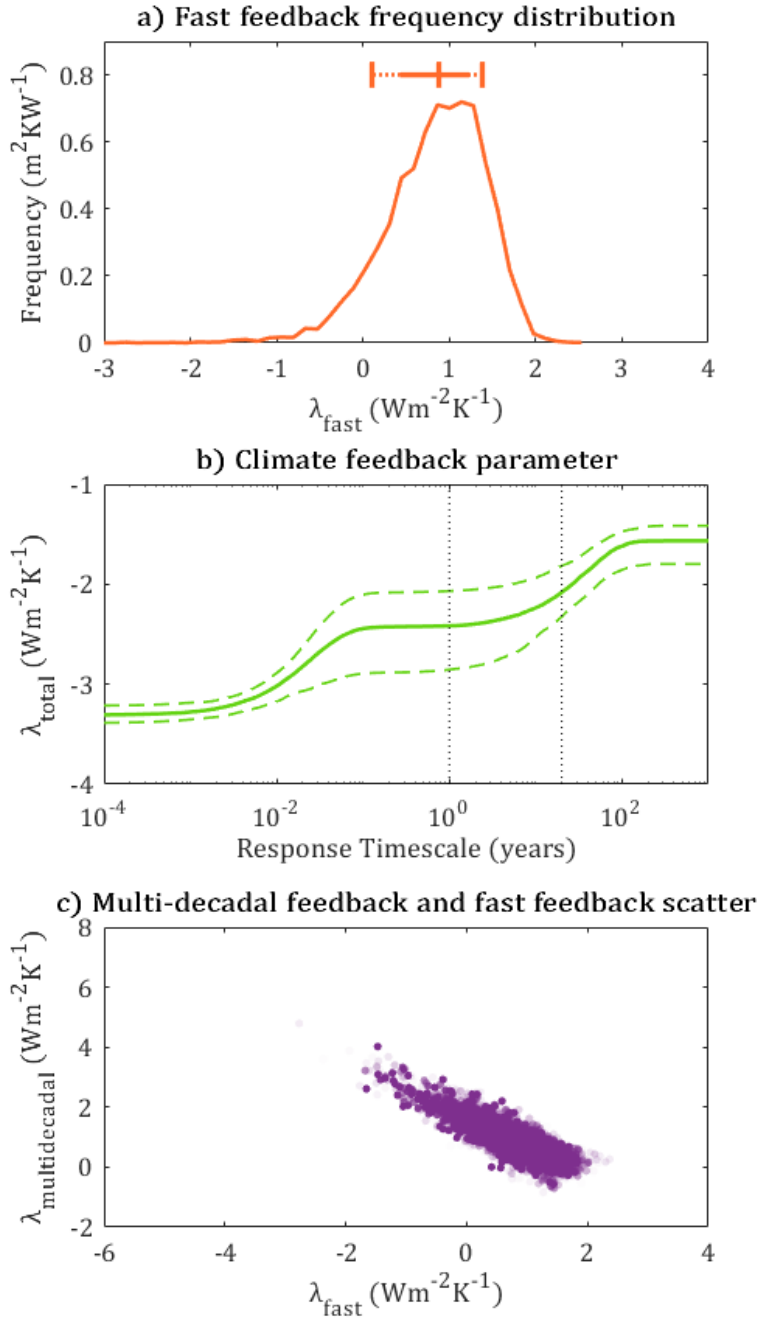 a) Fast feedback frequency distribution
Frequency (m²KW⁻¹)
0.8
0.6
0.4
0.2
0
-3 -2 -1 0 1 2 3 4
λfast (Wm⁻²K⁻¹)
b) Climate feedback parameter
λtotal (Wm⁻²K⁻¹)
-1
-2
-3
-4
10⁻⁴ 10⁻² 10⁰ 10²
Response Timescale (years)
c) Multi-decadal feedback and fast feedback scatter
λmultidecadal (Wm⁻²K⁻¹)
8
6
4
2
0
-2
-6 -4 -2 0 2 4
λfast (Wm⁻²K⁻¹)